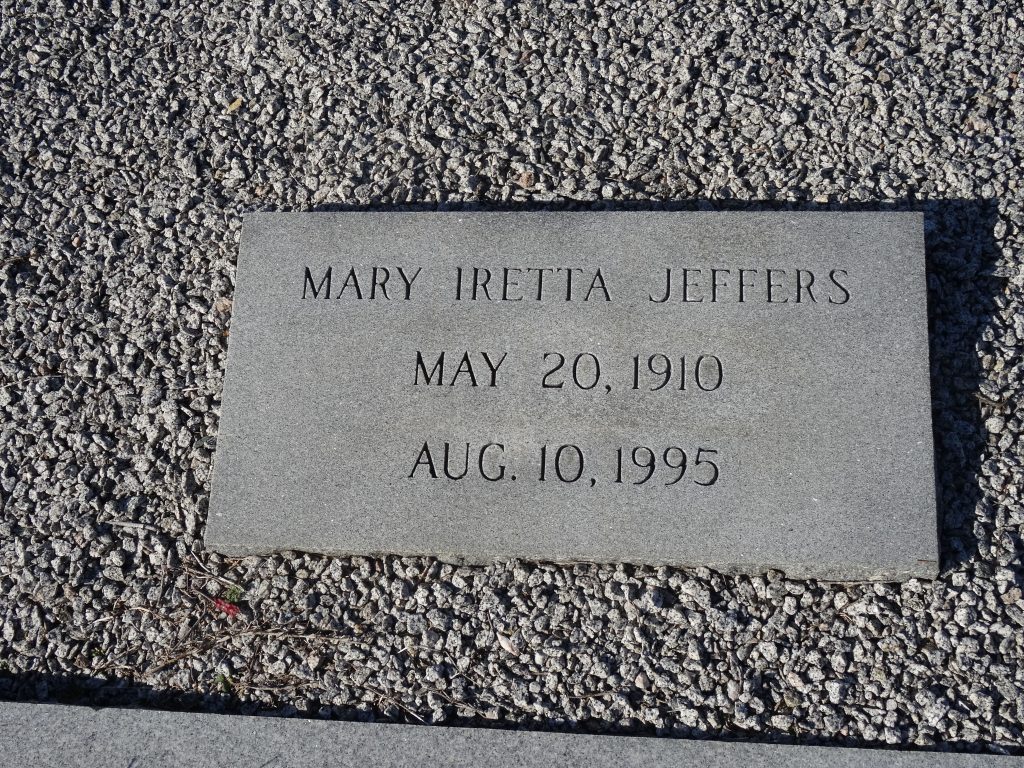 MARY IRETTA JEFFERS
MAY 20, 1910
AUG. 10, 1995